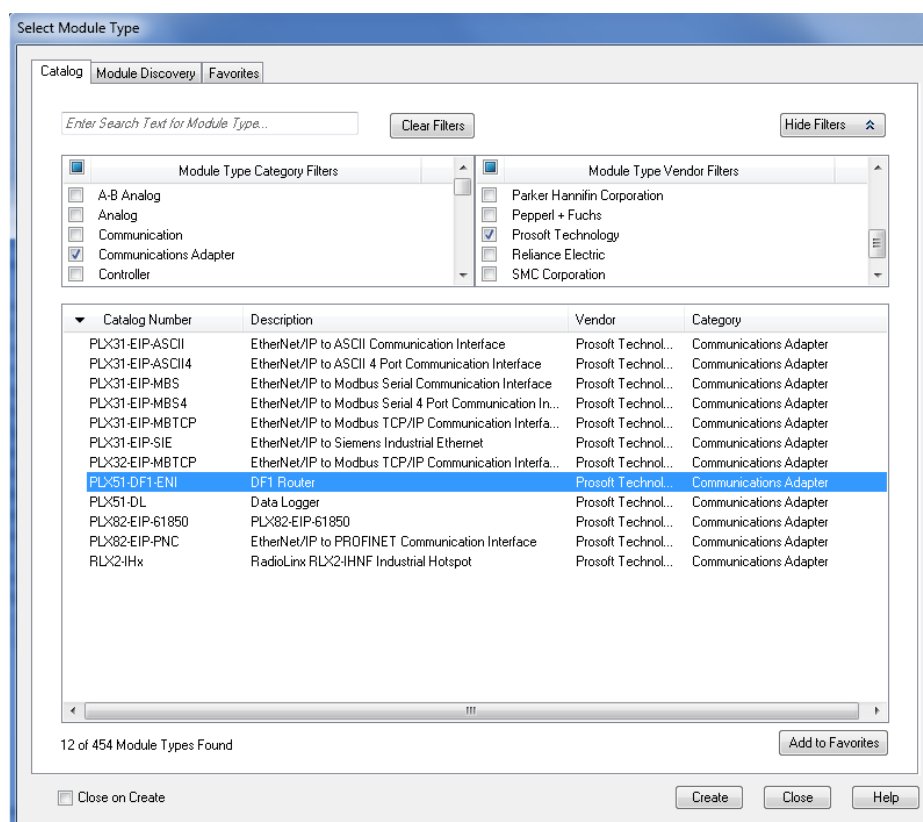 Select Module Type
Catalog Module Discovery Favorites
Enter Search Text for Module Type... Clear Filters Hide Filters
Module Type Category Filters Module Type Vendor Filters
A-B Analog Parker Hannifin Corporation
Analog Pepperl + Fuchs
Communication Prosoft Technology
Communications Adapter Reliance Electric
Controller SMC Corporation
Catalog Number Description Vendor Category
PLX31-EIP-ASCII EtherNet/IP to ASCII Communication Interface Prosoft Technol... Communications Adapter
PLX31-EIP-ASCII4 EtherNet/IP to ASCII 4 Port Communication Interface Prosoft Technol... Communications Adapter
PLX31-EIP-MBS EtherNet/IP to Modbus Serial Communication Interface Prosoft Technol... Communications Adapter
PLX31-EIP-MBS4 EtherNet/IP to Modbus Serial 4 Port Communication In... Prosoft Technol... Communications Adapter
PLX31-EIP-MBTCP EtherNet/IP to Modbus TCP/IP Communication Interfa... Prosoft Technol... Communications Adapter
PLX31-EIP-SIE EtherNet/IP to Siemens Industrial Ethernet Prosoft Technol... Communications Adapter
PLX32-EIP-MBTCP EtherNet/IP to Modbus TCP/IP Communication Interfa... Prosoft Technol... Communications Adapter
PLX51-DF1-ENI DF1 Router Prosoft Technol... Communications Adapter
PLX51-DL Data Logger Prosoft Technol... Communications Adapter
PLX82-EIP-61850 PLX82-EIP-61850 Prosoft Technol... Communications Adapter
PLX82-EIP-PNC EtherNet/IP to PROFINET Communication Interface Prosoft Technol... Communications Adapter
RLX2-IHx RadioLinx RLX2-IHNF Industrial Hotspot Prosoft Technol... Communications Adapter
12 of 454 Module Types Found Add to Favorites
Close on Create Create Close Help